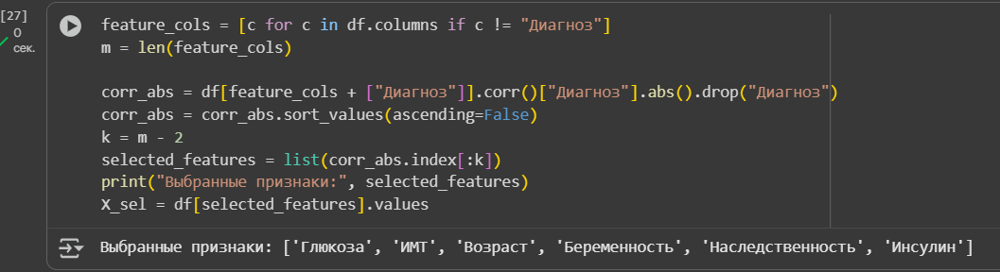 [27]
0
сек.
feature_cols = [c for c in df.columns if c != "Диагноз"]
m = len(feature_cols)
corr_abs = df[feature_cols + ["Диагноз"]].corr()["Диагноз"].abs().drop("Диагноз")
corr_abs = corr_abs.sort_values(ascending=False)
k = m - 2
selected_features = list(corr_abs.index[:k])
print("Выбранные признаки:", selected_features)
X_sel = df[selected_features].values
Выбранные признаки: ['Глюкоза', 'ИМТ', 'Возраст', 'Беременность', 'Наследственность', 'Инсулин']